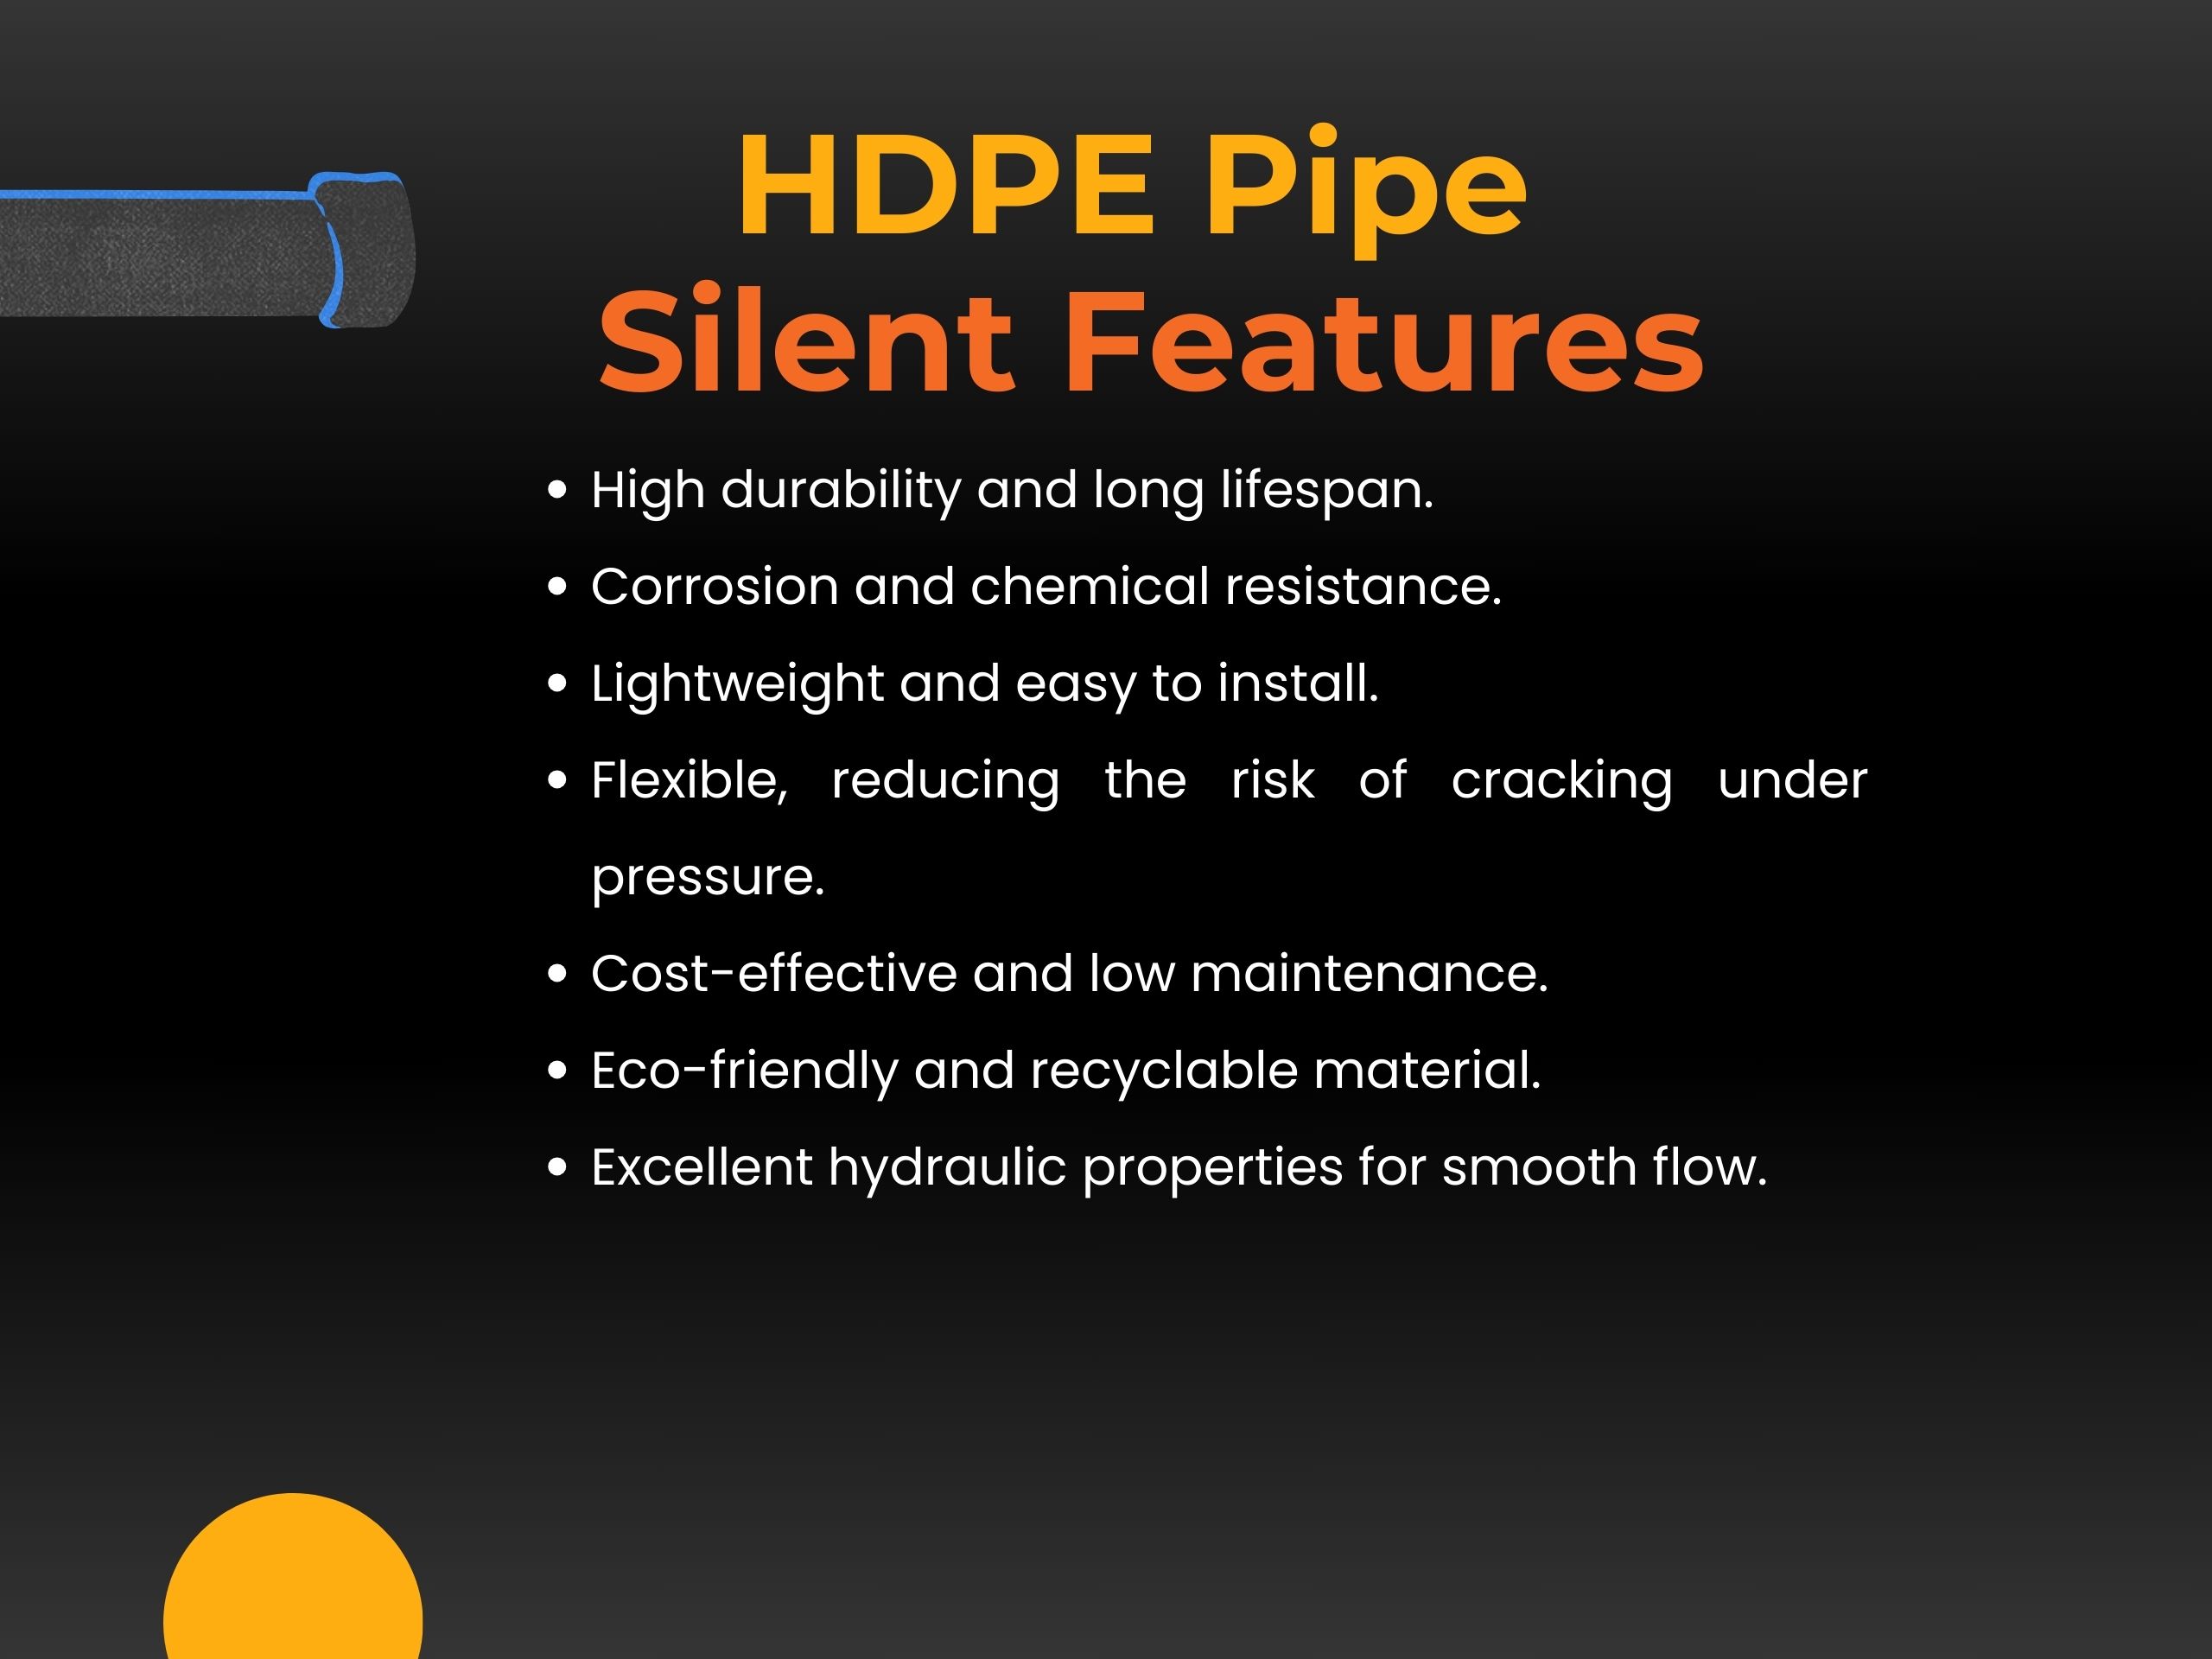 HDPE Pipe
Silent Features
• High durability and long lifespan.
• Corrosion and chemical resistance.
• Lightweight and easy to install.
• Flexible, reducing the risk of cracking under
pressure.
• Cost-effective and low maintenance.
• Eco-friendly and recyclable material.
• Excellent hydraulic properties for smooth flow.